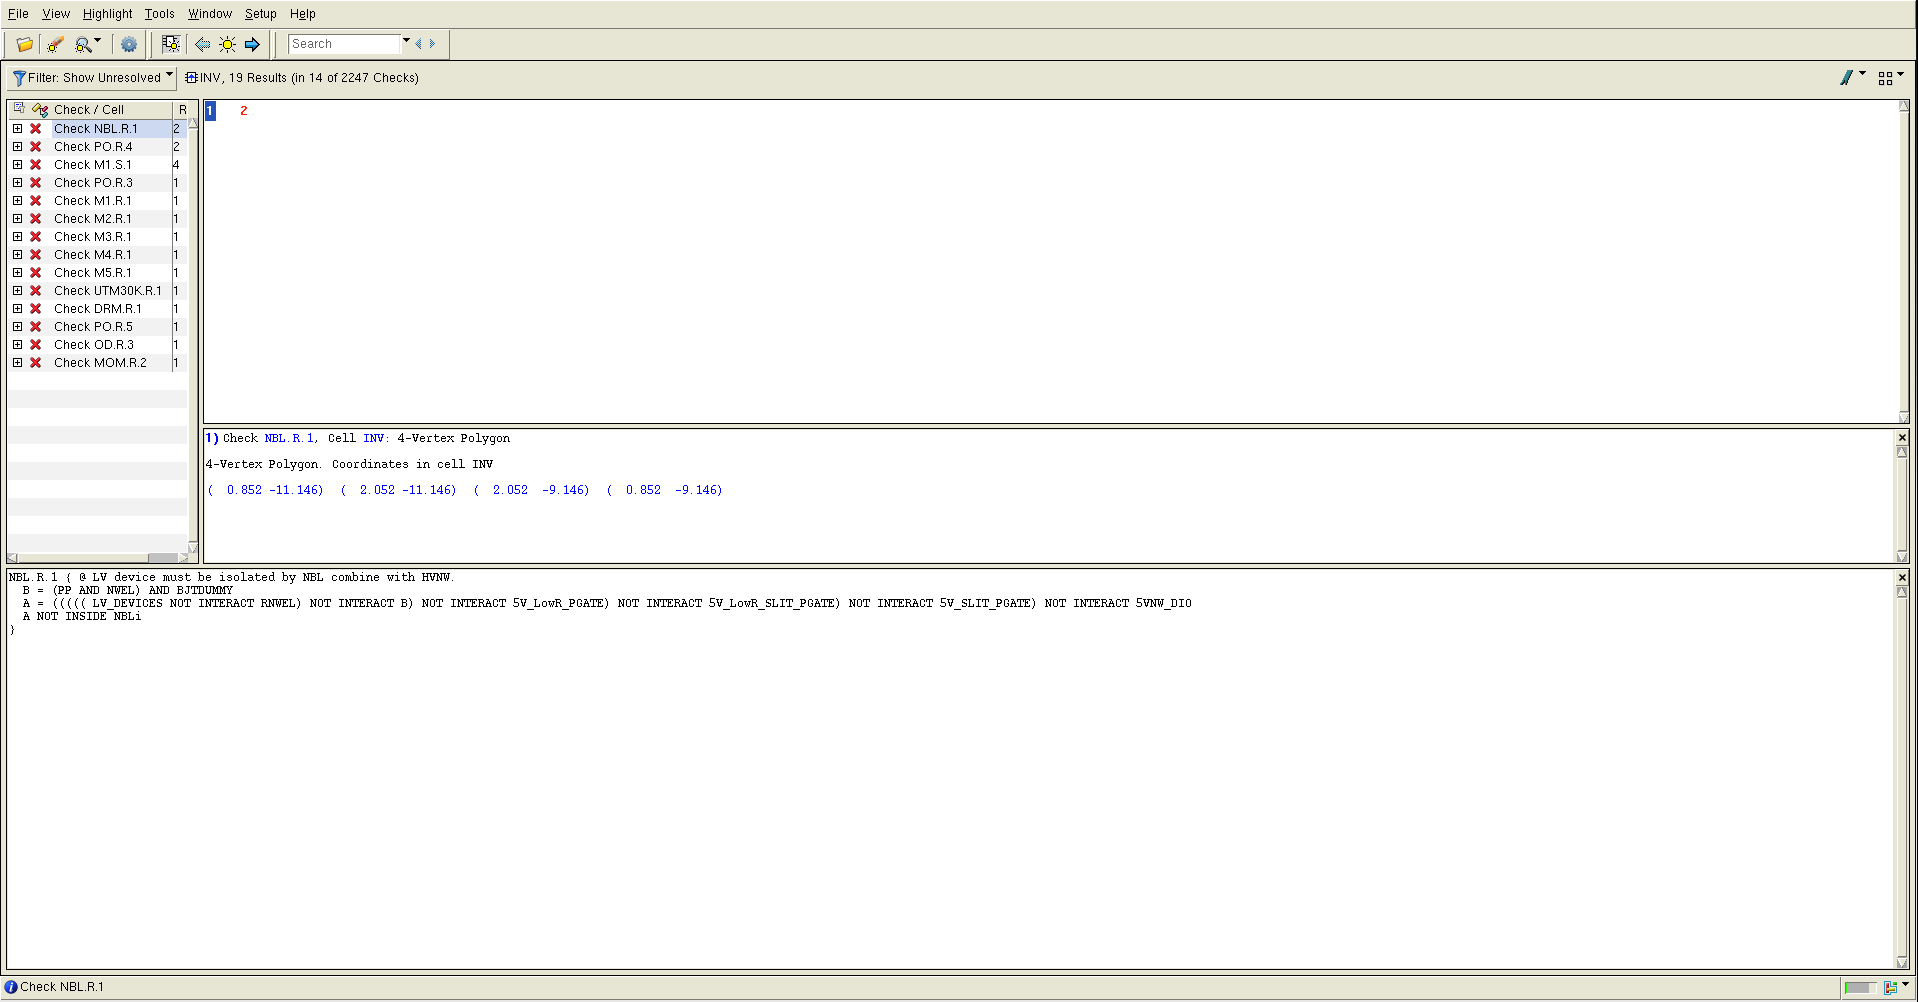 File View Highlight Tools Window Setup Help
Search
Filter: Show Unresolved INV, 19 Results (in 14 of 2247 Checks)
Check / Cell R
Check NBL.R.1 2
Check PO.R.4 2
Check M1.S.1 4
Check PO.R.3 1
Check M1.R.1 1
Check M2.R.1 1
Check M3.R.1 1
Check M4.R.1 1
Check M5.R.1 1
Check UTM30K.R.1 1
Check DRM.R.1 1
Check PO.R.5 1
Check OD.R.3 1
Check MOM.R.2 1
1 2
1) Check NBL.R.1, Cell INV: 4-Vertex Polygon
4-Vertex Polygon. Coordinates in cell INV
( 0.852 -11.146) ( 2.052 -11.146) ( 2.052 -9.146) ( 0.852 -9.146)
NBL.R.1 { @ LV device must be isolated by NBL combine with HVNW.
B = (PP AND NWEL) AND BJTDUMMY
A = ((((( LV_DEVICES NOT INTERACT RNWEL) NOT INTERACT B) NOT INTERACT 5V_LowR_PGATE) NOT INTERACT 5V_LowR_SLIT_PGATE) NOT INTERACT 5V_SLIT_PGATE) NOT INTERACT 5VNW_DIO
A NOT INSIDE NBLi
}
Check NBL.R.1